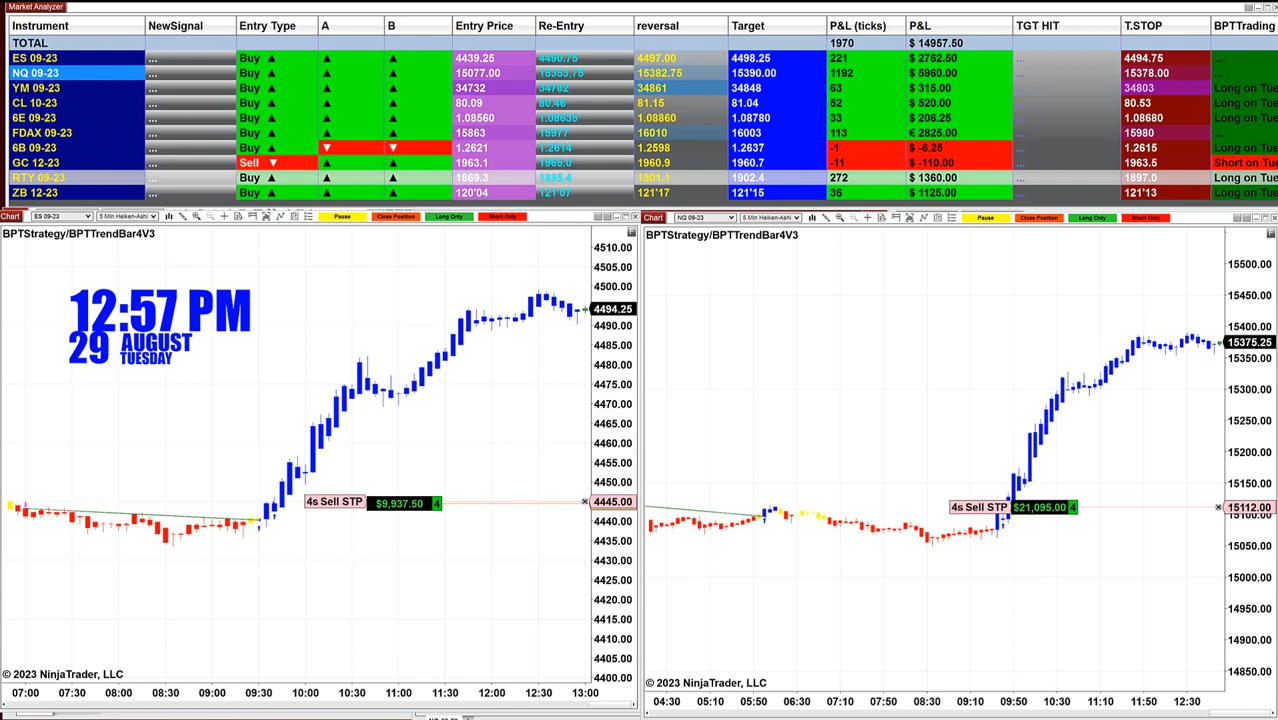 Market Analyzer
Instrument NewSignal Entry Type A B Entry Price Re-Entry reversal Target P&L (ticks) P&L TGT HIT T.STOP BPTTrading
TOTAL 1970 $ 14957.50
ES 09-23 ... Buy ▲ ▲ ▲ 4439.25 4490.75 4497.00 4498.25 221 $ 2762.50 ... 4494.75 ...
NQ 09-23 ... Buy ▲ ▲ ▲ 15077.00 15353.75 15382.75 15390.00 1192 $ 5960.00 ... 15378.00 ...
YM 09-23 ... Buy ▲ ▲ ▲ 34732 34782 34861 34848 63 $ 315.00 ... 34803 Long on Tue
CL 10-23 ... Buy ▲ ▲ ▲ 80.09 80.46 81.15 81.04 52 $ 520.00 ... 80.53 Long on Tue
6E 09-23 ... Buy ▲ ▲ ▲ 1.08560 1.08635 1.08860 1.08780 33 $ 206.25 ... 1.08680 Long on Tue
FDAX 09-23 ... Buy ▲ ▲ ▲ 15863 15977 16010 16003 113 € 2825.00 ... 15980 ...
6B 09-23 ... Buy ▲ ▼ ▼ 1.2621 1.2614 1.2598 1.2637 -1 $ -6.25 ... 1.2615 Long on Tue
GC 12-23 ... Sell ▼ ▲ ▲ 1963.1 1965.0 1960.9 1960.7 -11 $ -110.00 ... 1963.5 Short on Tue
RTY 09-23 ... Buy ▲ ▲ ▲ 1869.3 1895.4 1901.1 1902.4 272 $ 1360.00 ... 1897.0 Long on Tue
ZB 12-23 ... Buy ▲ ▲ ▲ 120'04 121'07 121'17 121'15 36 $ 1125.00 ... 121'13 Long on Tue
Chart ES 09-23 5 Min Heiken-Ashi Pause Close Position Long Only Short Only
BPTStrategy/BPTTrendBar4V3
F
12:57 PM
29 AUGUST
TUESDAY
4510.00
4505.00
4500.00
4494.25
4490.00
4485.00
4480.00
4475.00
4470.00
4465.00
4460.00
4455.00
4450.00
4s Sell STP $9,937.50 4 4445.00
4440.00
4435.00
4430.00
4425.00
4420.00
4415.00
4410.00
4405.00
4400.00
© 2023 NinjaTrader, LLC
07:00 07:30 08:00 08:30 09:00 09:30 10:00 10:30 11:00 11:30 12:00 12:30 13:00
Chart NQ 09-23 5 Min Heiken-Ashi Pause Close Position Long Only Short Only
BPTStrategy/BPTTrendBar4V3
F
15500.00
15450.00
15400.00
15375.25
15350.00
15300.00
15250.00
15200.00
15150.00
4s Sell STP $21,095.00 4 15112.00
15100.00
15050.00
15000.00
14950.00
14900.00
14850.00
© 2023 NinjaTrader, LLC
04:30 05:10 05:50 06:30 07:10 07:50 08:30 09:10 09:50 10:30 11:10 11:50 12:30